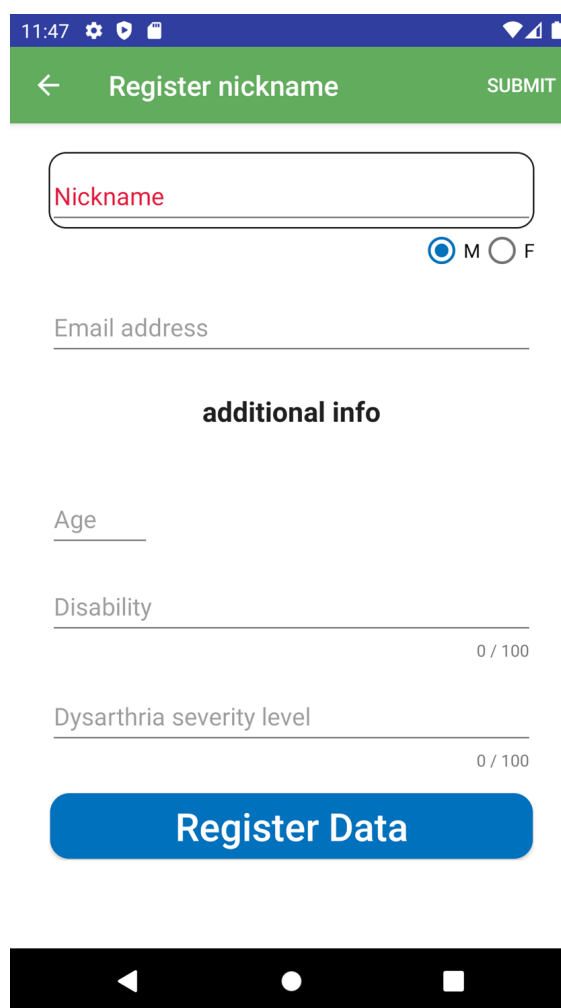 11:47
Register nickname SUBMIT
Nickname
M F
Email address
additional info
Age
Disability
0 / 100
Dysarthria severity level
0 / 100
Register Data